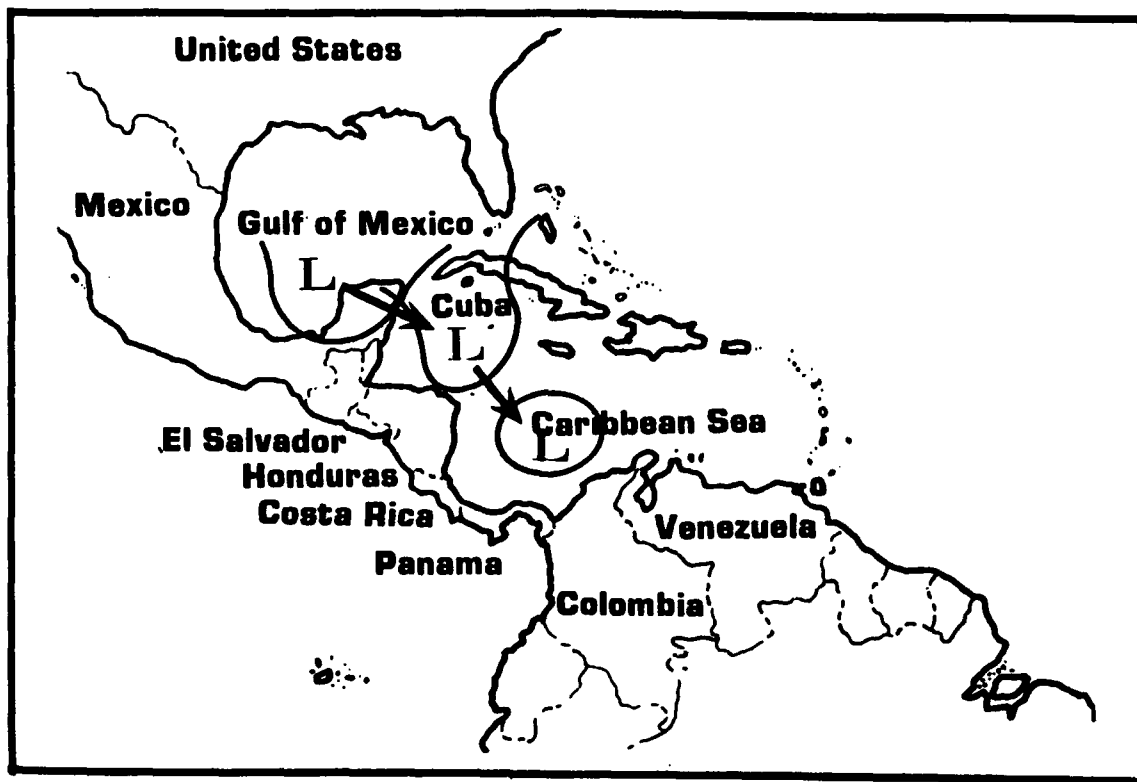 United States
Mexico
Gulf of Mexico
L
Cuba
L
Caribbean Sea
L
El Salvador
Honduras
Costa Rica
Venezuela
Panama
Colombia